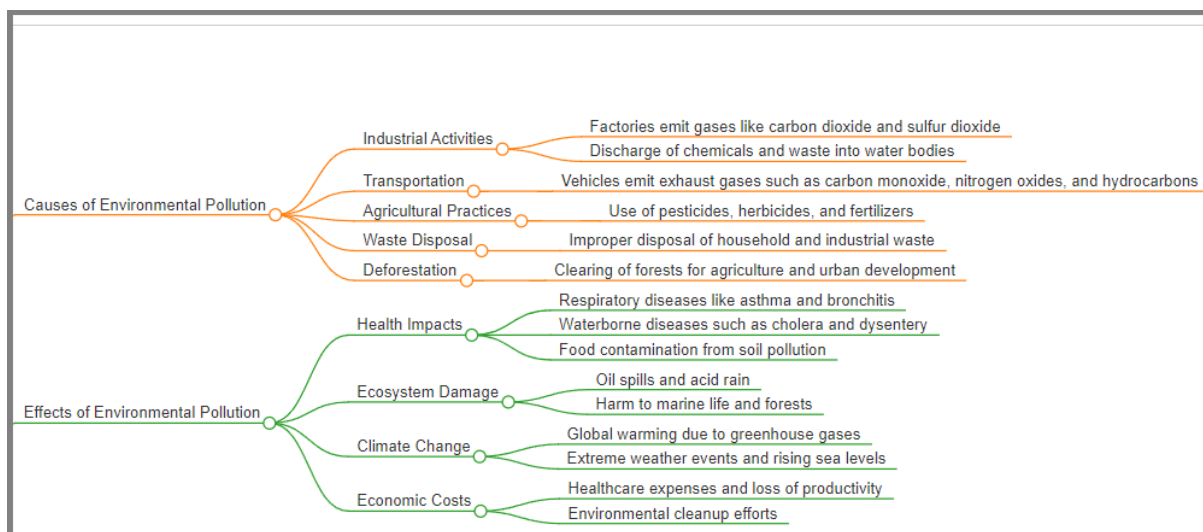 Causes of Environmental Pollution
Industrial Activities
Factories emit gases like carbon dioxide and sulfur dioxide
Discharge of chemicals and waste into water bodies
Transportation
Vehicles emit exhaust gases such as carbon monoxide, nitrogen oxides, and hydrocarbons
Agricultural Practices
Use of pesticides, herbicides, and fertilizers
Waste Disposal
Improper disposal of household and industrial waste
Deforestation
Clearing of forests for agriculture and urban development
Effects of Environmental Pollution
Health Impacts
Respiratory diseases like asthma and bronchitis
Waterborne diseases such as cholera and dysentery
Food contamination from soil pollution
Ecosystem Damage
Oil spills and acid rain
Harm to marine life and forests
Climate Change
Global warming due to greenhouse gases
Extreme weather events and rising sea levels
Economic Costs
Healthcare expenses and loss of productivity
Environmental cleanup efforts